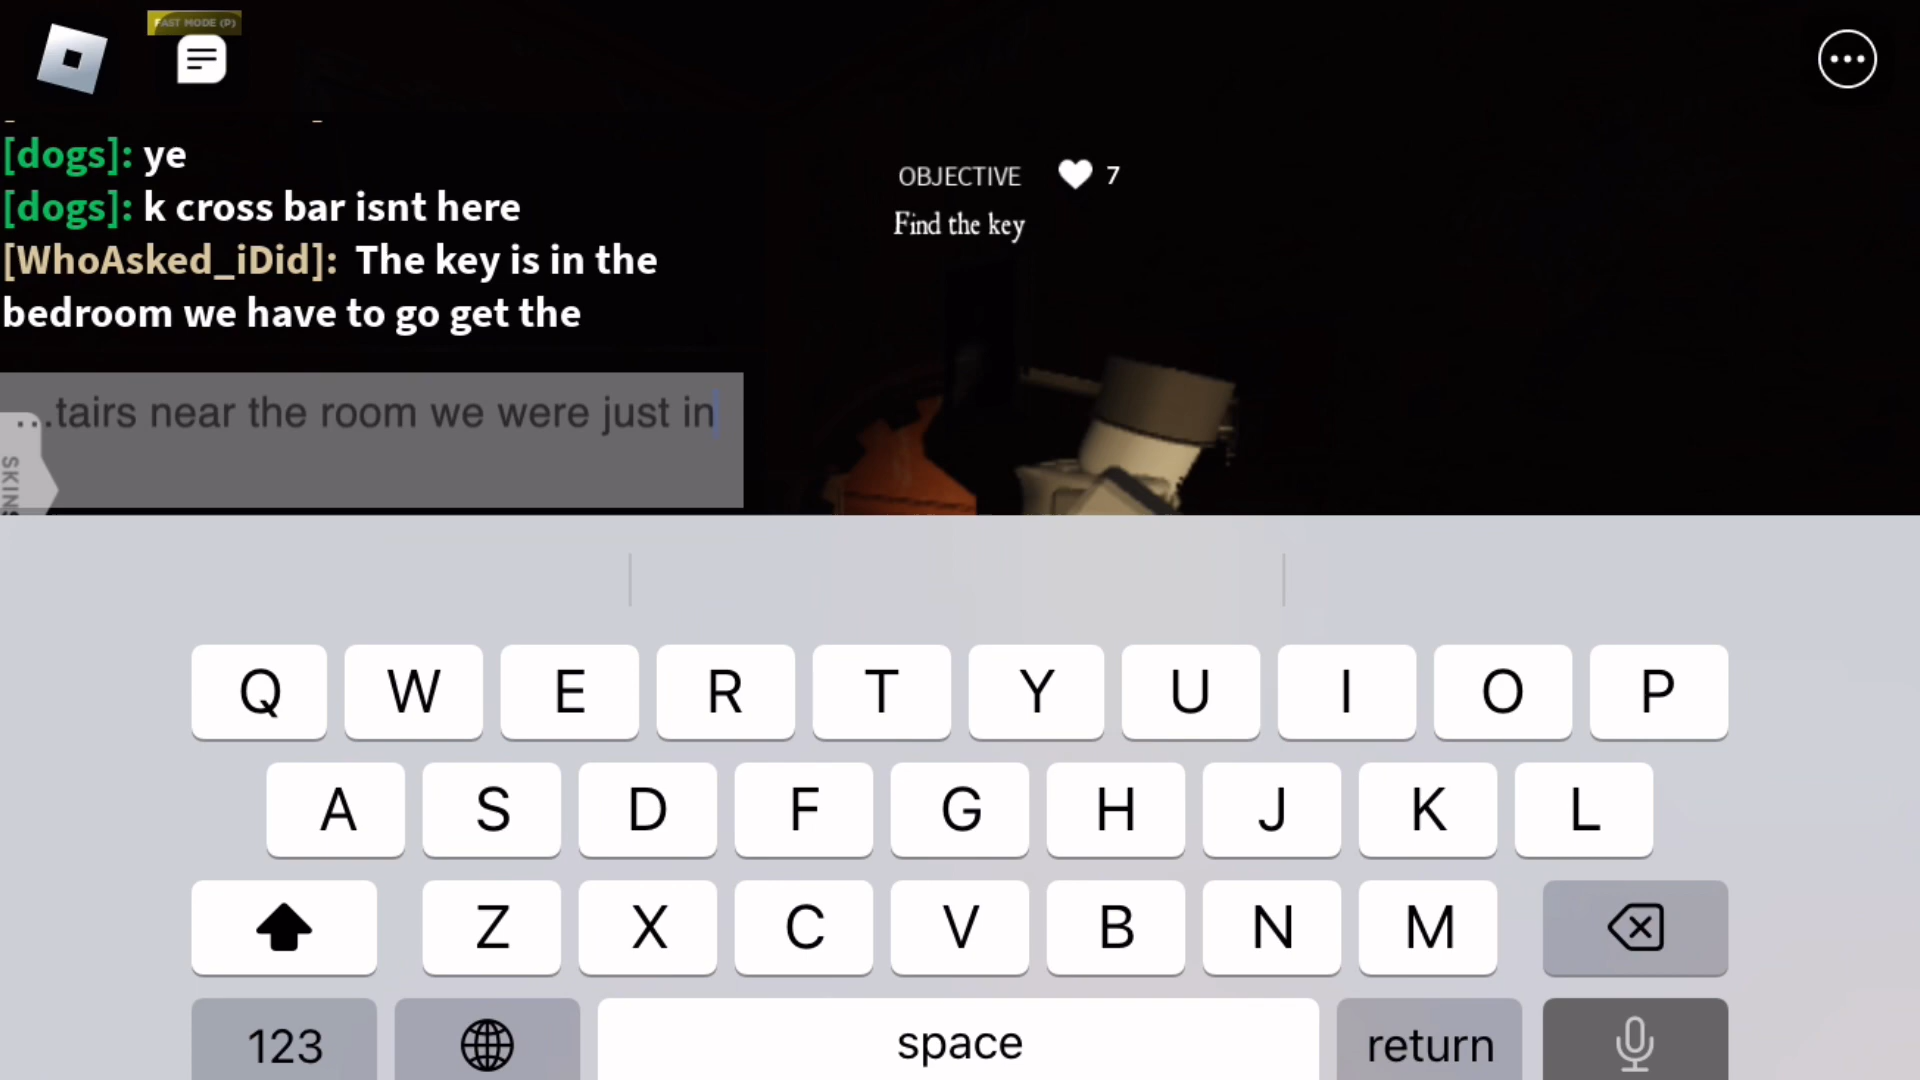 FAST MODE (P)
[dogs]: ye
[dogs]: k cross bar isnt here
[WhoAsked_iDid]: The key is in the
bedroom we have to go get the
...tairs near the room we were just in
SKINS
OBJECTIVE 7
Find the key
Q W E R T Y U I O P
A S D F G H J K L
Z X C V B N M
123 space return